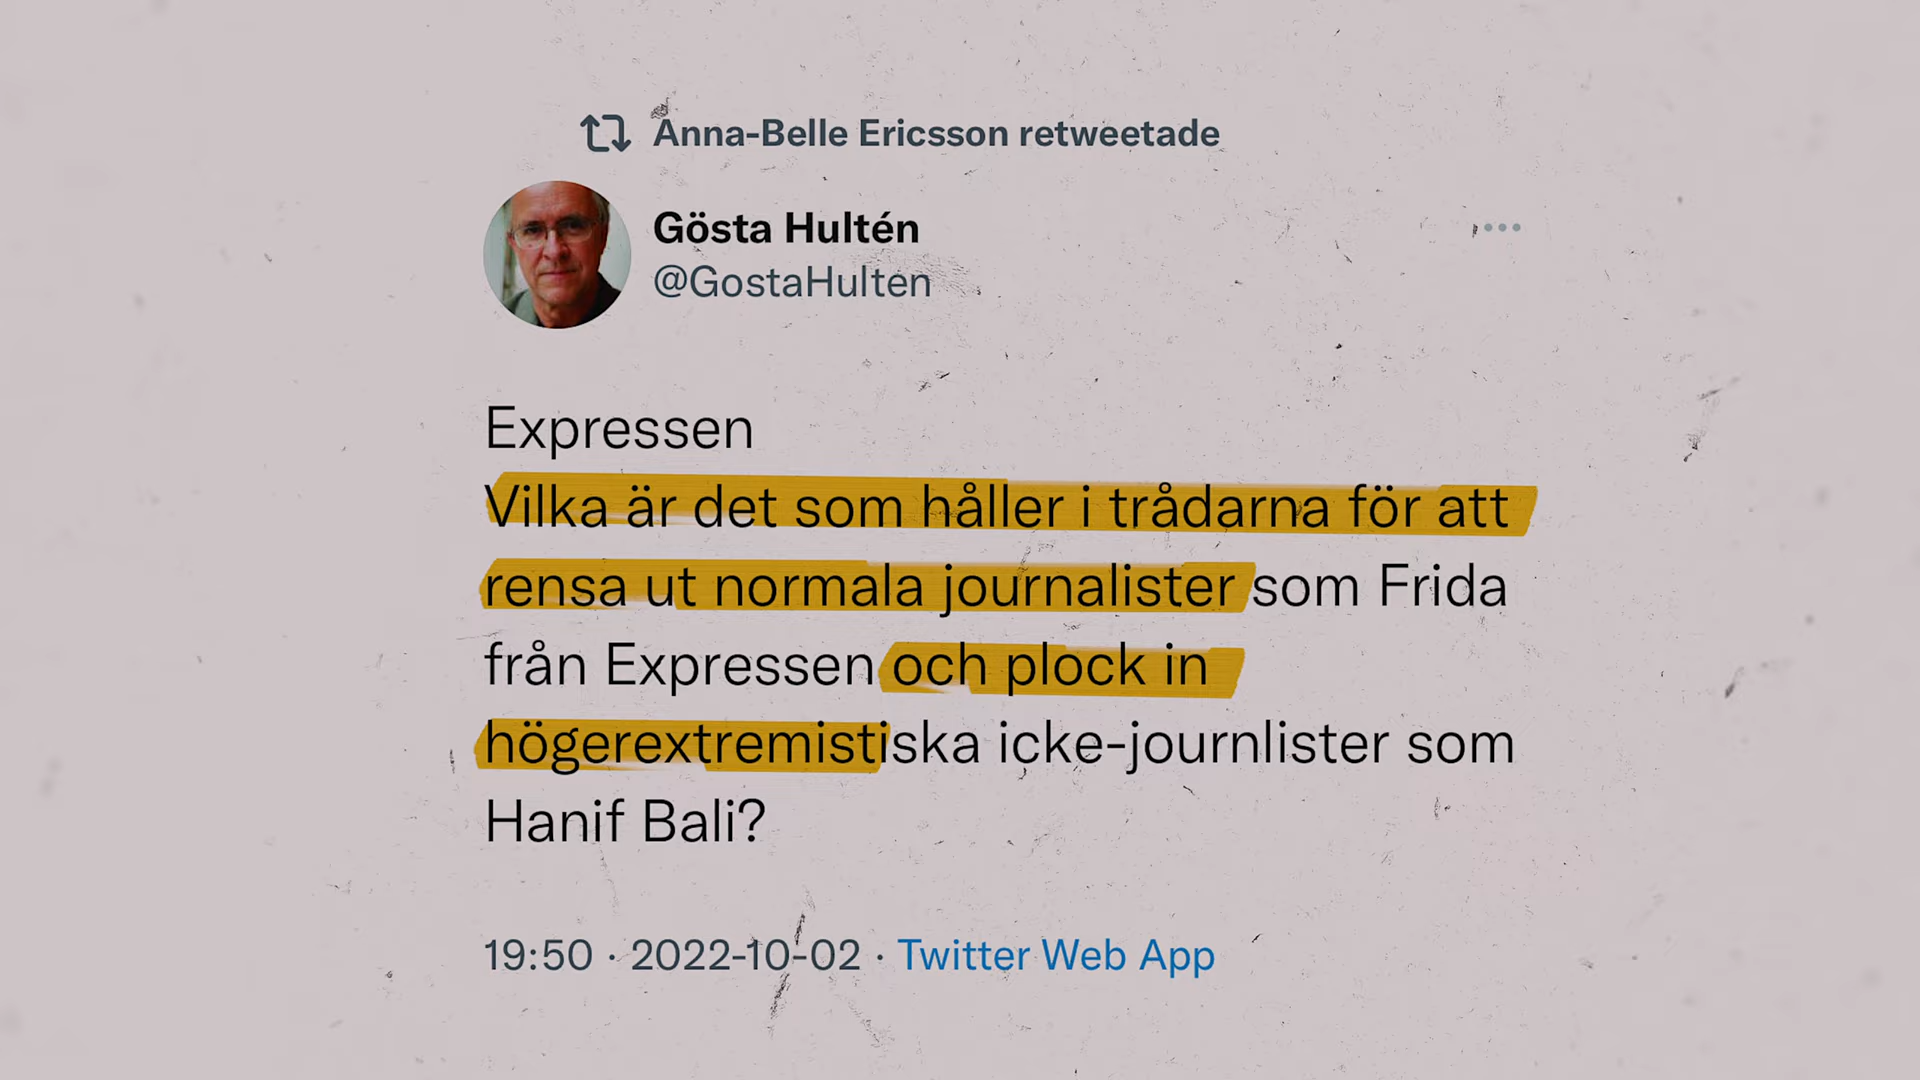 Anna-Belle Ericsson retweetade
Gösta Hultén
@GostaHulten
Expressen
Vilka är det som håller i trådarna för att
rensa ut normala journalister som Frida
från Expressen och plock in
högerextremistiska icke-journlister som
Hanif Bali?
19:50 · 2022-10-02 · Twitter Web App